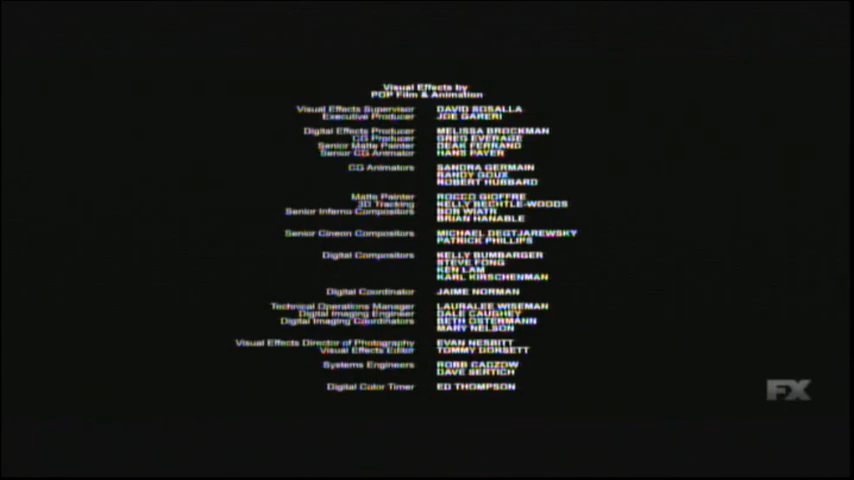 Visual Effects by
POP Film & Animation
Visual Effects Supervisor DAVID SOSALLA
Executive Producer JOE GARERI
Digital Effects Producer MELISSA BROCKMAN
CG Producer GREG EVERAGE
Senior Matte Painter DEAK FERRAND
Senior CG Animator HANS PAYER
CG Animators SANDRA GERMAIN
RANDY GOUX
ROBERT HUBBARD
Matte Painter ROCCO GIOFFRE
3D Tracking KELLY BECHTLE-WOODS
Senior Inferno Compositors BOB WIATR
BRIAN HANABLE
Senior Cineon Compositors MICHAEL DEGTJAREWSKY
PATRICK PHILLIPS
Digital Compositors KELLY BUMBARGER
STEVE FONG
KEN LAM
KARL KIRSCHENMAN
Digital Coordinator JAIME NORMAN
Technical Operations Manager LAURALEE WISEMAN
Digital Imaging Engineer DALE CAUGHEY
Digital Imaging Coordinators BETH OSTERMANN
MARY NELSON
Visual Effects Director of Photography EVAN NESBITT
Visual Effects Editor TOMMY DORSETT
Systems Engineers ROBB CADZOW
DAVE SERTICH
Digital Color Timer ED THOMPSON
FX